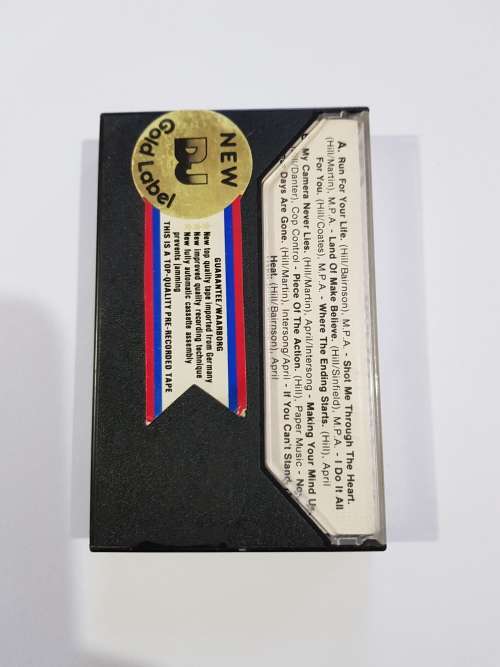 A. Run For Your Life. (Hill/Bairnson), M.P.A. - Shot Me Through The Heart.
(Hill/Martin), M.P.A. - Land Of Make Believe. (Hill/Sinfield), M.P.A. - I Do It All
For You. (Hill/Coates), M.P.A. - Where The Ending Starts. (Hill), April
My Camera Never Lies. (Hill/Martin), April/Intersong - Making Your Mind
Cop Control - Piece Of The Action. (Hill), Paper Music -
Days Are Gone. (Hill/Martin), Intersong/April - If You Can't Stand
Heat. (Hill/Bairnson), April
NEW
DJ
Gold Label
GUARANTEE/WAARBORG
New top quality tape imported from Germany
New improved quality recording technique
New fully automatic cassette assembly
prevents jamming
THIS IS A TOP-QUALITY PRE-RECORDED TAPE